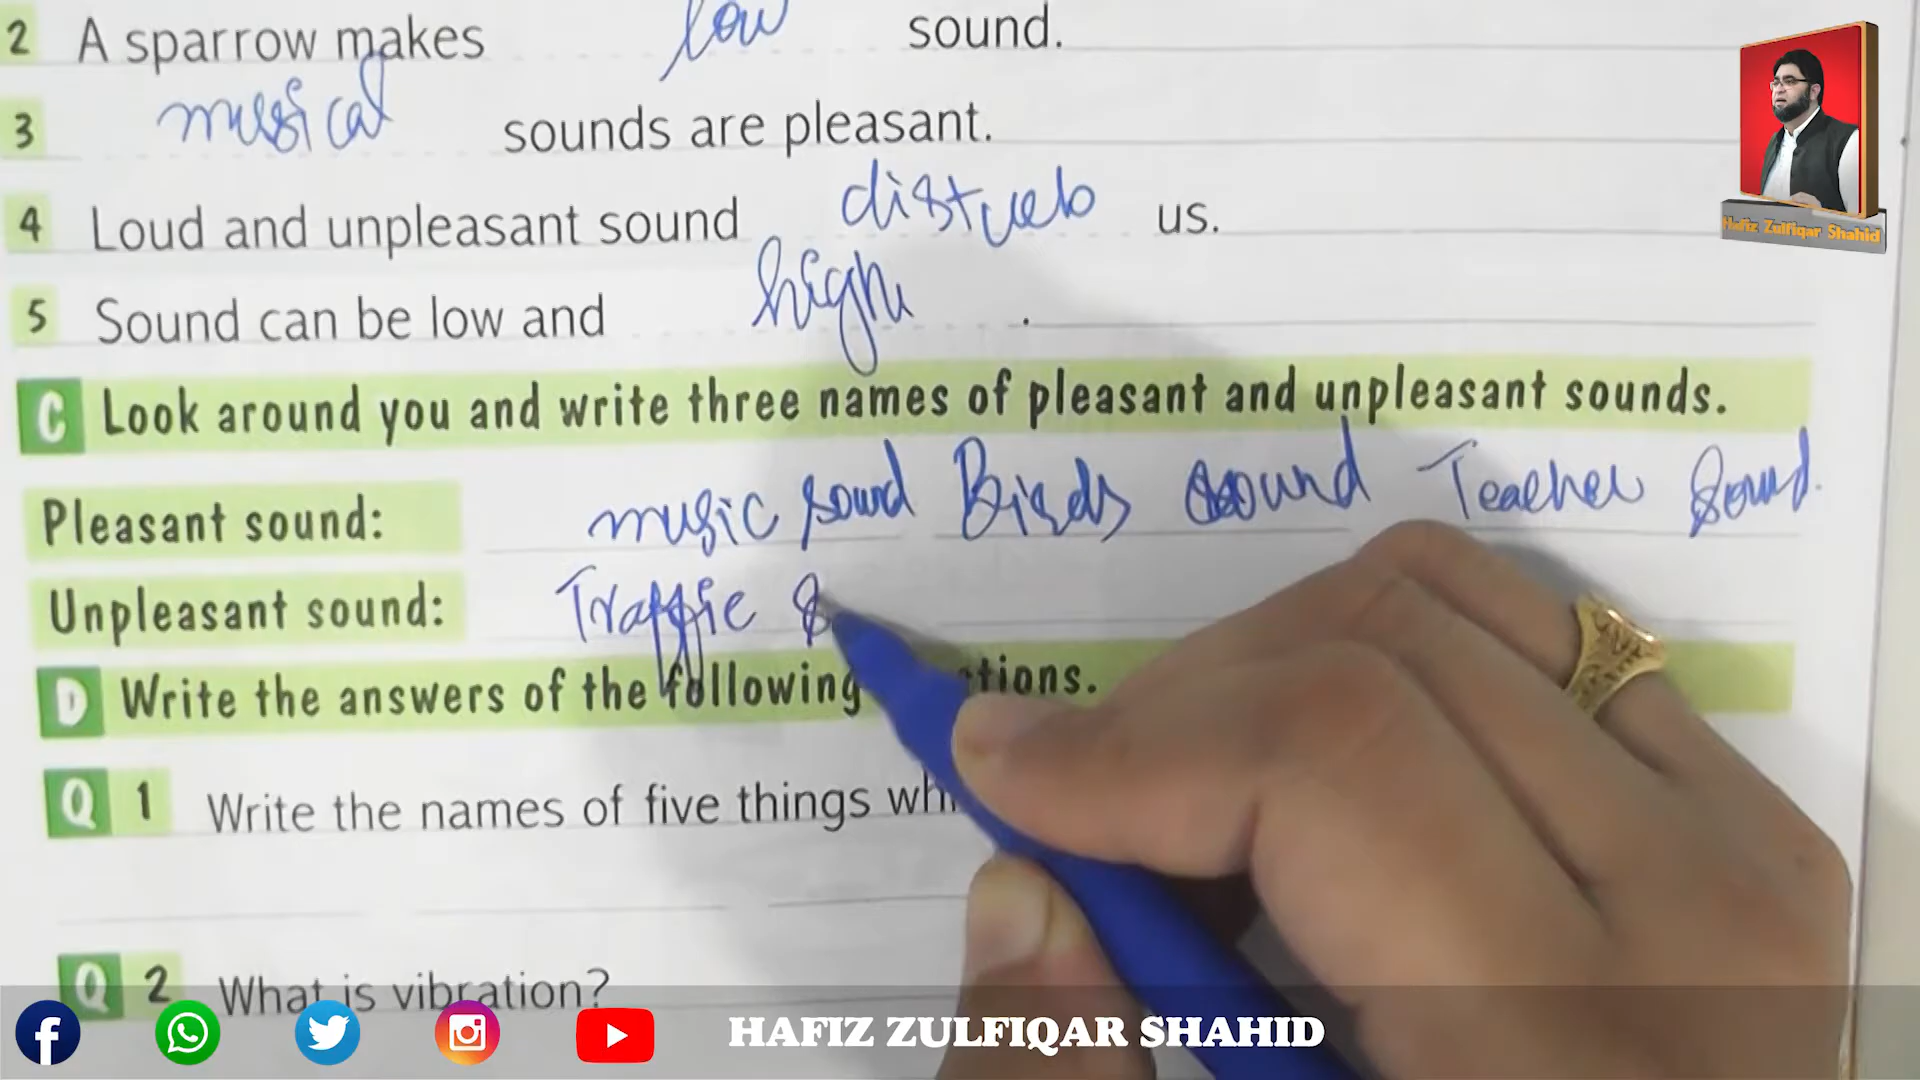 2 A sparrow makes low sound.
3 musical sounds are pleasant.
4 Loud and unpleasant sound disturb us.
5 Sound can be low and high .
C Look around you and write three names of pleasant and unpleasant sounds.
Pleasant sound: music sound Birds sound Teacher Sound.
Unpleasant sound: Traffic S
D Write the answers of the following
Q 1 Write the names of five things
Q 2 What is vibration?
Hafiz Zulfiqar Shahid
HAFIZ ZULFIQAR SHAHID